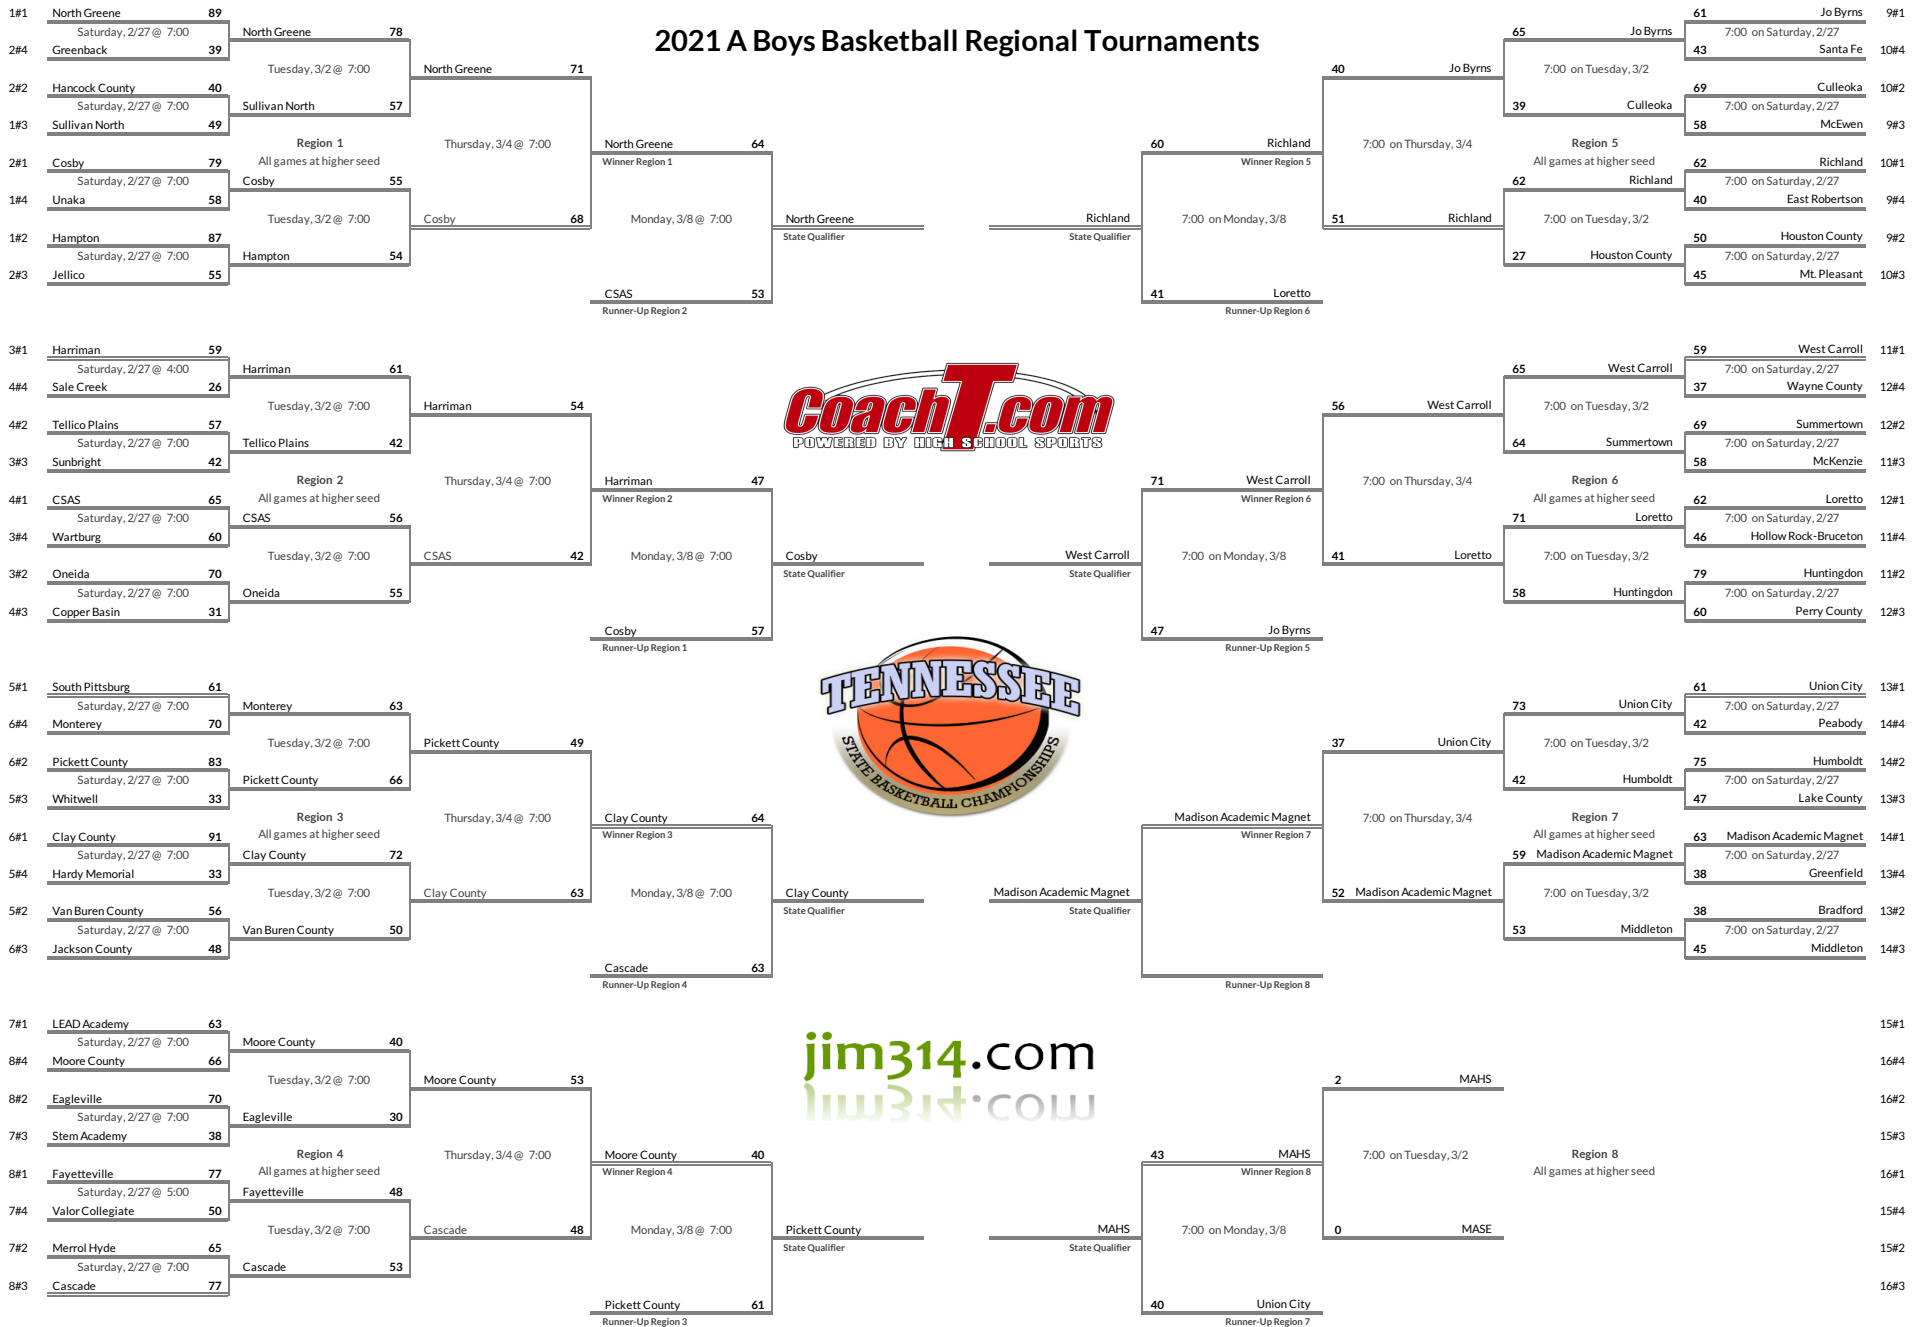 2021 A Boys Basketball Regional Tournaments
1#1 North Greene 89
Saturday, 2/27 @ 7:00
2#4 Greenback 39
North Greene 78
Tuesday, 3/2 @ 7:00
2#2 Hancock County 40
Saturday, 2/27 @ 7:00
1#3 Sullivan North 49
Sullivan North 57
North Greene 71
Region 1
All games at higher seed
Thursday, 3/4 @ 7:00
2#1 Cosby 79
Saturday, 2/27 @ 7:00
1#4 Unaka 58
Cosby 55
Tuesday, 3/2 @ 7:00
1#2 Hampton 87
Saturday, 2/27 @ 7:00
2#3 Jellico 55
Hampton 54
Cosby 68
North Greene 64
Winner Region 1
Monday, 3/8 @ 7:00
CSAS 53
Runner-Up Region 2
North Greene
State Qualifier
3#1 Harriman 59
Saturday, 2/27 @ 4:00
4#4 Sale Creek 26
Harriman 61
Tuesday, 3/2 @ 7:00
4#2 Tellico Plains 57
Saturday, 2/27 @ 7:00
3#3 Sunbright 42
Tellico Plains 42
Harriman 54
Region 2
All games at higher seed
Thursday, 3/4 @ 7:00
4#1 CSAS 65
Saturday, 2/27 @ 7:00
3#4 Wartburg 60
CSAS 56
Tuesday, 3/2 @ 7:00
3#2 Oneida 70
Saturday, 2/27 @ 7:00
4#3 Copper Basin 31
Oneida 55
CSAS 42
Harriman 47
Winner Region 2
Monday, 3/8 @ 7:00
Cosby 57
Runner-Up Region 1
Cosby
State Qualifier
5#1 South Pittsburg 61
Saturday, 2/27 @ 7:00
6#4 Monterey 70
Monterey 63
Tuesday, 3/2 @ 7:00
6#2 Pickett County 83
Saturday, 2/27 @ 7:00
5#3 Whitwell 33
Pickett County 66
Pickett County 49
Region 3
All games at higher seed
Thursday, 3/4 @ 7:00
6#1 Clay County 91
Saturday, 2/27 @ 7:00
5#4 Hardy Memorial 33
Clay County 72
Tuesday, 3/2 @ 7:00
5#2 Van Buren County 56
Saturday, 2/27 @ 7:00
6#3 Jackson County 48
Van Buren County 50
Clay County 63
Clay County 64
Winner Region 3
Monday, 3/8 @ 7:00
Cascade 63
Runner-Up Region 4
Clay County
State Qualifier
7#1 LEAD Academy 63
Saturday, 2/27 @ 7:00
8#4 Moore County 66
Moore County 40
Tuesday, 3/2 @ 7:00
8#2 Eagleville 70
Saturday, 2/27 @ 7:00
7#3 Stem Academy 38
Eagleville 30
Moore County 53
Region 4
All games at higher seed
Thursday, 3/4 @ 7:00
8#1 Fayetteville 77
Saturday, 2/27 @ 5:00
7#4 Valor Collegiate 50
Fayetteville 48
Tuesday, 3/2 @ 7:00
7#2 Merrol Hyde 65
Saturday, 2/27 @ 7:00
8#3 Cascade 77
Cascade 53
Cascade 48
Moore County 40
Winner Region 4
Monday, 3/8 @ 7:00
Pickett County 61
Runner-Up Region 3
Pickett County
State Qualifier
CoachT.com
POWERED BY HIGH SCHOOL SPORTS
TENNESSEE
STATE BASKETBALL CHAMPIONSHIPS
jim314.com
61 Jo Byrns 9#1
7:00 on Saturday, 2/27
43 Santa Fe 10#4
65 Jo Byrns
7:00 on Tuesday, 3/2
69 Culleoka 10#2
7:00 on Saturday, 2/27
58 McEwen 9#3
39 Culleoka
40 Jo Byrns
Region 5
All games at higher seed
7:00 on Thursday, 3/4
62 Richland 10#1
7:00 on Saturday, 2/27
40 East Robertson 9#4
62 Richland
7:00 on Tuesday, 3/2
50 Houston County 9#2
7:00 on Saturday, 2/27
45 Mt. Pleasant 10#3
27 Houston County
51 Richland
60 Richland
Winner Region 5
7:00 on Monday, 3/8
41 Loretto
Runner-Up Region 6
Richland
State Qualifier
59 West Carroll 11#1
7:00 on Saturday, 2/27
37 Wayne County 12#4
65 West Carroll
7:00 on Tuesday, 3/2
69 Summertown 12#2
7:00 on Saturday, 2/27
58 McKenzie 11#3
64 Summertown
56 West Carroll
Region 6
All games at higher seed
7:00 on Thursday, 3/4
62 Loretto 12#1
7:00 on Saturday, 2/27
46 Hollow Rock-Bruceton 11#4
71 Loretto
7:00 on Tuesday, 3/2
79 Huntingdon 11#2
7:00 on Saturday, 2/27
60 Perry County 12#3
58 Huntingdon
41 Loretto
71 West Carroll
Winner Region 6
7:00 on Monday, 3/8
47 Jo Byrns
Runner-Up Region 5
West Carroll
State Qualifier
61 Union City 13#1
7:00 on Saturday, 2/27
42 Peabody 14#4
73 Union City
7:00 on Tuesday, 3/2
75 Humboldt 14#2
7:00 on Saturday, 2/27
47 Lake County 13#3
42 Humboldt
37 Union City
Region 7
All games at higher seed
7:00 on Thursday, 3/4
63 Madison Academic Magnet 14#1
7:00 on Saturday, 2/27
38 Greenfield 13#4
59 Madison Academic Magnet
7:00 on Tuesday, 3/2
38 Bradford 13#2
7:00 on Saturday, 2/27
45 Middleton 14#3
53 Middleton
52 Madison Academic Magnet
Madison Academic Magnet
Winner Region 7
Runner-Up Region 8
Madison Academic Magnet
State Qualifier
15#1
16#4
16#2
15#3
16#1
15#4
15#2
16#3
2 MAHS
Region 8
All games at higher seed
7:00 on Tuesday, 3/2
0 MASE
43 MAHS
Winner Region 8
7:00 on Monday, 3/8
40 Union City
Runner-Up Region 7
MAHS
State Qualifier